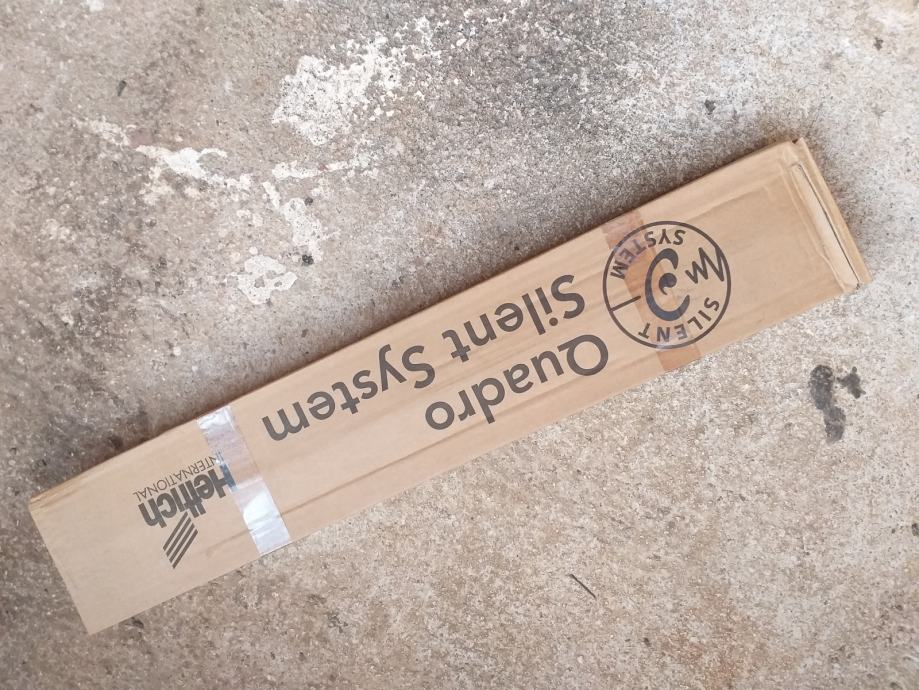 SILENT
SYSTEM
Quadro
Silent System
Hettich
INTERNATIONAL